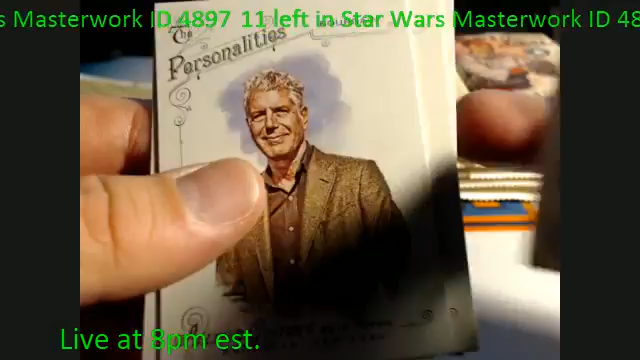 s Masterwork ID 4897 11 left in Star Wars Masterwork ID 48
The
Personalities
Live at 8pm est.